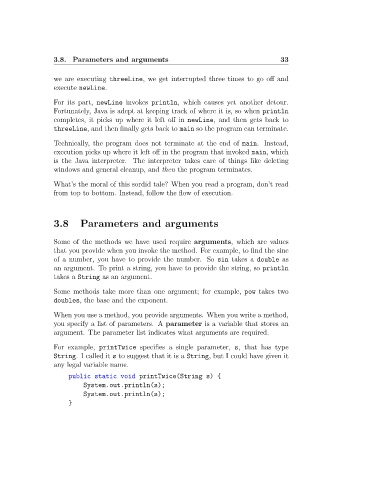 3.8. Parameters and arguments 33
we are executing threeLine, we get interrupted three times to go off and
execute newLine.
For its part, newLine invokes println, which causes yet another detour.
Fortunately, Java is adept at keeping track of where it is, so when println
completes, it picks up where it left off in newLine, and then gets back to
threeLine, and then finally gets back to main so the program can terminate.
Technically, the program does not terminate at the end of main. Instead,
execution picks up where it left off in the program that invoked main, which
is the Java interpreter. The interpreter takes care of things like deleting
windows and general cleanup, and then the program terminates.
What's the moral of this sordid tale? When you read a program, don't read
from top to bottom. Instead, follow the flow of execution.
3.8 Parameters and arguments
Some of the methods we have used require arguments, which are values
that you provide when you invoke the method. For example, to find the sine
of a number, you have to provide the number. So sin takes a double as
an argument. To print a string, you have to provide the string, so println
takes a String as an argument.
Some methods take more than one argument; for example, pow takes two
doubles, the base and the exponent.
When you use a method, you provide arguments. When you write a method,
you specify a list of parameters. A parameter is a variable that stores an
argument. The parameter list indicates what arguments are required.
For example, printTwice specifies a single parameter, s, that has type
String. I called it s to suggest that it is a String, but I could have given it
any legal variable name.
public static void printTwice(String s) {
System.out.println(s);
System.out.println(s);
}